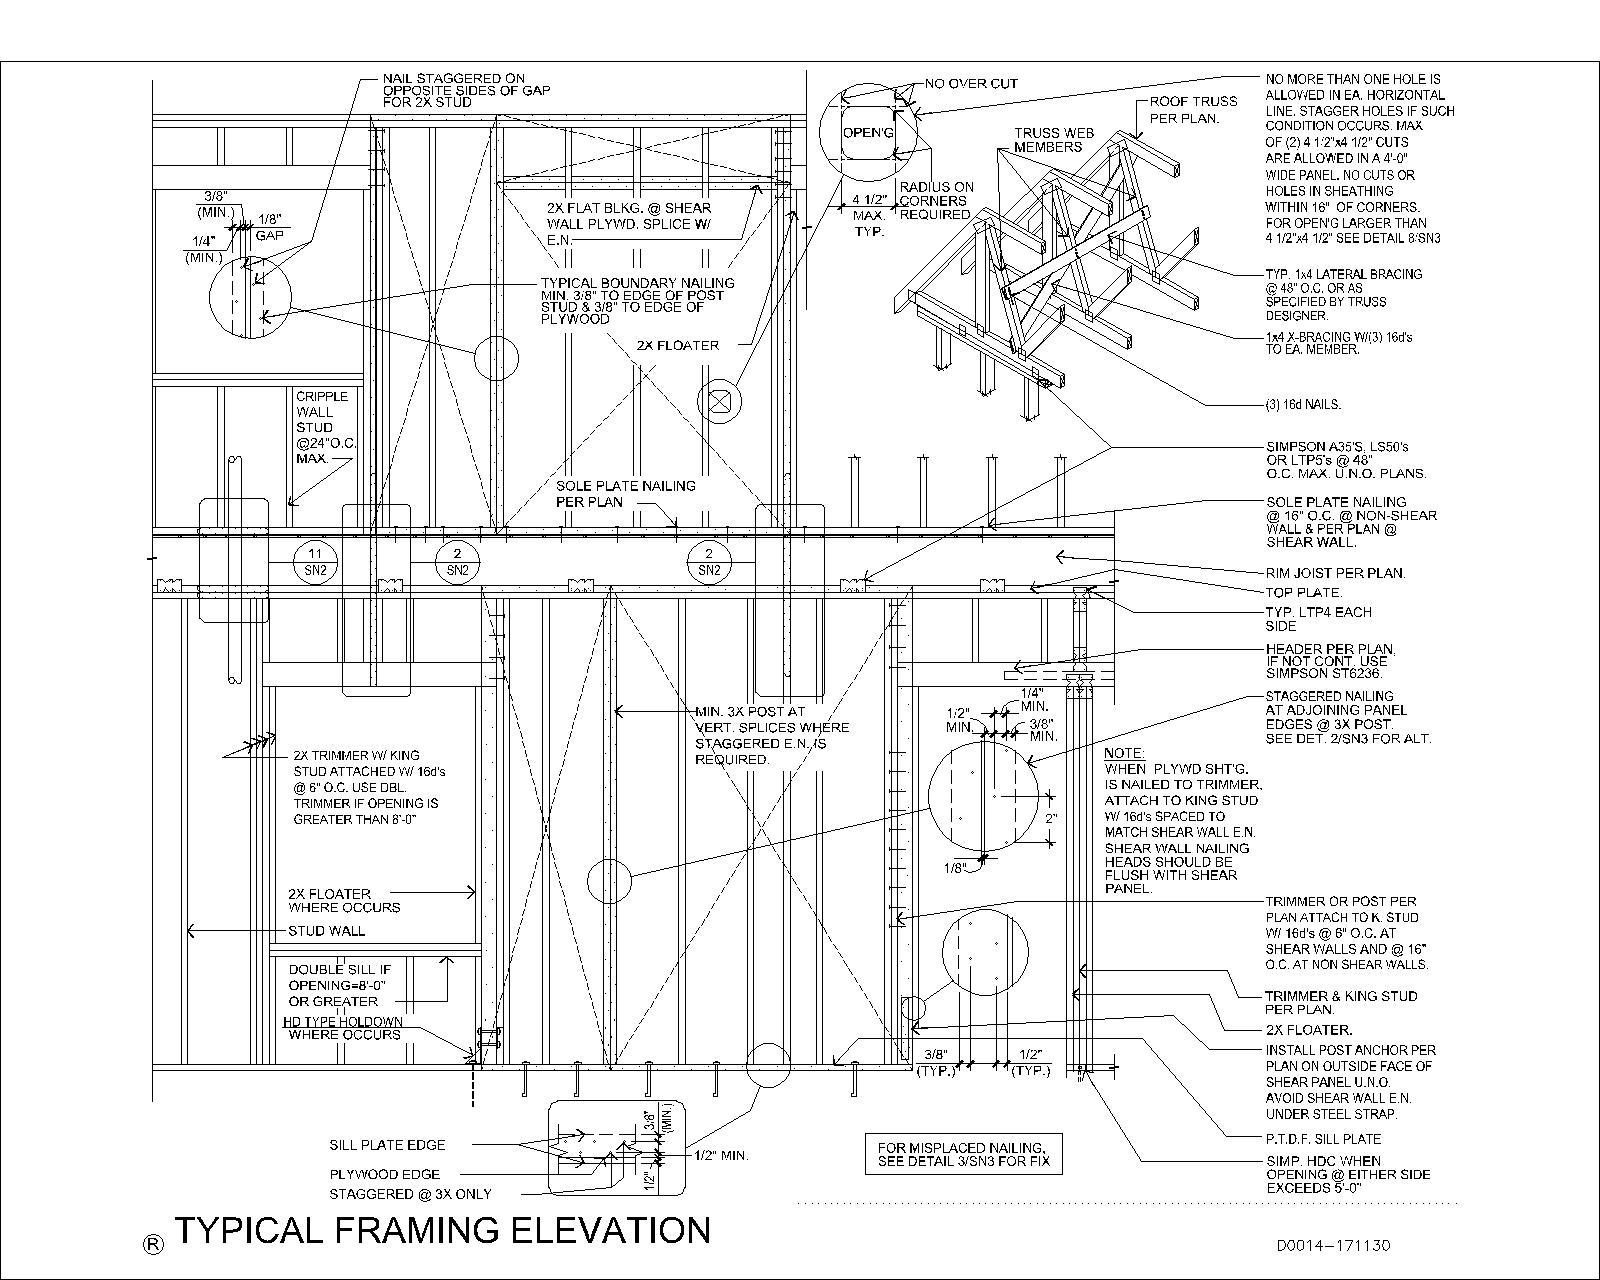 NAIL STAGGERED ON
OPPOSITE SIDES OF GAP
FOR 2X STUD
3/8"
(MIN.)
1/8"
GAP
1/4"
(MIN.)
2X FLAT BLKG. @ SHEAR
WALL PLYWD. SPLICE W/
E.N.
TYPICAL BOUNDARY NAILING
MIN. 3/8" TO EDGE OF POST
STUD & 3/8" TO EDGE OF
PLYWOOD
2X FLOATER
CRIPPLE
WALL
STUD
@24"O.C.
MAX.
SOLE PLATE NAILING
PER PLAN
NO OVER CUT
OPEN'G
RADIUS ON
CORNERS
REQUIRED
4 1/2"
MAX.
TYP.
TRUSS WEB
MEMBERS
ROOF TRUSS
PER PLAN.
NO MORE THAN ONE HOLE IS
ALLOWED IN EA. HORIZONTAL
LINE. STAGGER HOLES IF SUCH
CONDITION OCCURS. MAX
OF (2) 4 1/2"x4 1/2" CUTS
ARE ALLOWED IN A 4'-0"
WIDE PANEL. NO CUTS OR
HOLES IN SHEATHING
WITHIN 16" OF CORNERS.
FOR OPEN'G LARGER THAN
4 1/2"x4 1/2" SEE DETAIL 8/SN3
TYP. 1x4 LATERAL BRACING
@ 48" O.C. OR AS
SPECIFIED BY TRUSS
DESIGNER.
1x4 X-BRACING W/(3) 16d's
TO EA. MEMBER.
(3) 16d NAILS.
SIMPSON A35'S, LS50's
OR LTP5's @ 48"
O.C. MAX. U.N.O. PLANS.
SOLE PLATE NAILING
@ 16" O.C. @ NON-SHEAR
WALL & PER PLAN @
SHEAR WALL.
RIM JOIST PER PLAN.
TOP PLATE.
TYP. LTP4 EACH
SIDE
HEADER PER PLAN,
IF NOT CONT. USE
SIMPSON ST6236.
STAGGERED NAILING
AT ADJOINING PANEL
EDGES @ 3X POST.
SEE DET. 2/SN3 FOR ALT.
11
SN2
2
SN2
2
SN2
MIN. 3X POST AT
VERT. SPLICES WHERE
STAGGERED E.N. IS
REQUIRED.
1/4"
MIN.
1/2"
MIN.
3/8"
MIN.
2"
1/8"
NOTE:
WHEN PLYWD SHT'G.
IS NAILED TO TRIMMER,
ATTACH TO KING STUD
W/ 16d's SPACED TO
MATCH SHEAR WALL E.N.
SHEAR WALL NAILING
HEADS SHOULD BE
FLUSH WITH SHEAR
PANEL.
2X TRIMMER W/ KING
STUD ATTACHED W/ 16d's
@ 6" O.C. USE DBL.
TRIMMER IF OPENING IS
GREATER THAN 8'-0"
2X FLOATER
WHERE OCCURS
STUD WALL
DOUBLE SILL IF
OPENING=8'-0"
OR GREATER
HD TYPE HOLDOWN
WHERE OCCURS
3/8"
(TYP.)
1/2"
(TYP.)
TRIMMER OR POST PER
PLAN ATTACH TO K. STUD
W/ 16d's @ 6" O.C. AT
SHEAR WALLS AND @ 16"
O.C. AT NON SHEAR WALLS.
TRIMMER & KING STUD
PER PLAN.
2X FLOATER.
INSTALL POST ANCHOR PER
PLAN ON OUTSIDE FACE OF
SHEAR PANEL U.N.O.
AVOID SHEAR WALL E.N.
UNDER STEEL STRAP.
P.T.D.F. SILL PLATE
SIMP. HDC WHEN
OPENING @ EITHER SIDE
EXCEEDS 5'-0"
SILL PLATE EDGE
PLYWOOD EDGE
STAGGERED @ 3X ONLY
3/8"
(MIN.)
1/2"
1/2" MIN.
FOR MISPLACED NAILING,
SEE DETAIL 3/SN3 FOR FIX
R TYPICAL FRAMING ELEVATION
D0014-171130